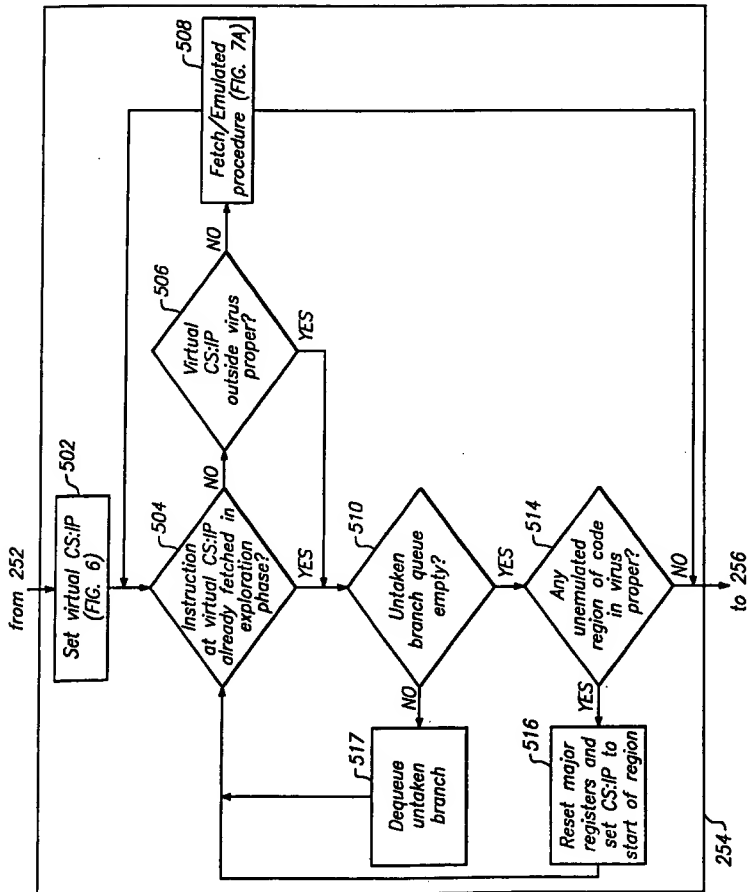 from 252
502
Set virtual CS:IP
(FIG. 6)
504
Instruction
at virtual CS:IP
already fetched in
exploration
phase?
NO
YES
506
Virtual
CS:IP
outside virus
proper?
NO
YES
508
Fetch/Emulated
procedure (FIG. 7A)
510
Untaken
branch queue
empty?
NO
YES
517
Dequeue
untaken
branch
514
Any
unemulated
region of code
in virus
proper?
YES
NO
516
Reset major
registers and
set CS:IP to
start of region
to 256
254